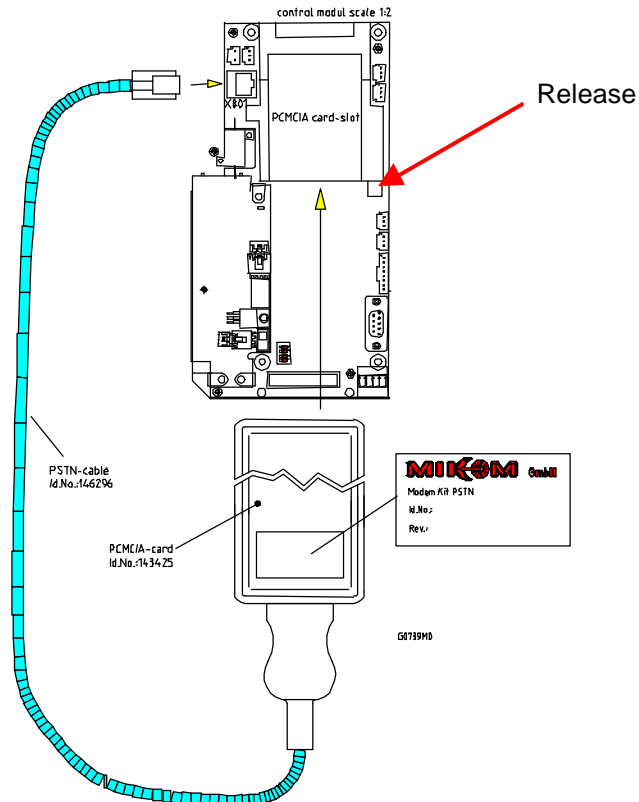 control modul scale 1:2
Release
XB01
PCMCIA card-slot
PSTN-cable
Id.No.:146296
PCMCIA-card
Id.No.:143425
MIKOM GmbH
Modem Kit PSTN
Id.No.:
Rev.:
G0739MD